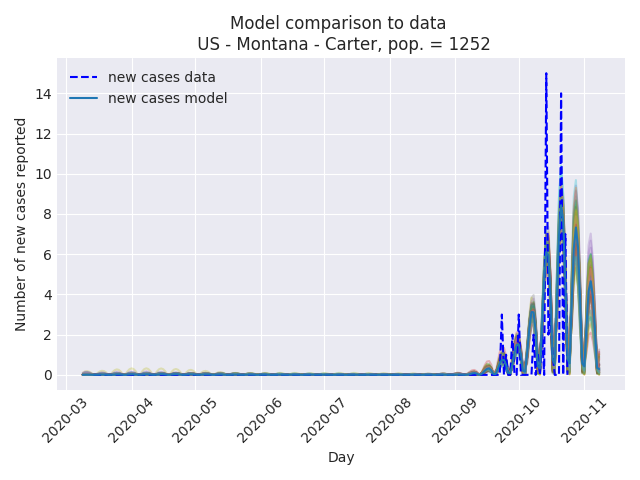 Model comparison to data
US - Montana - Carter, pop. = 1252
new cases data
new cases model
Number of new cases reported
14
12
10
8
6
4
2
0
2020-03
2020-04
2020-05
2020-06
2020-07
2020-08
2020-09
2020-10
2020-11
Day